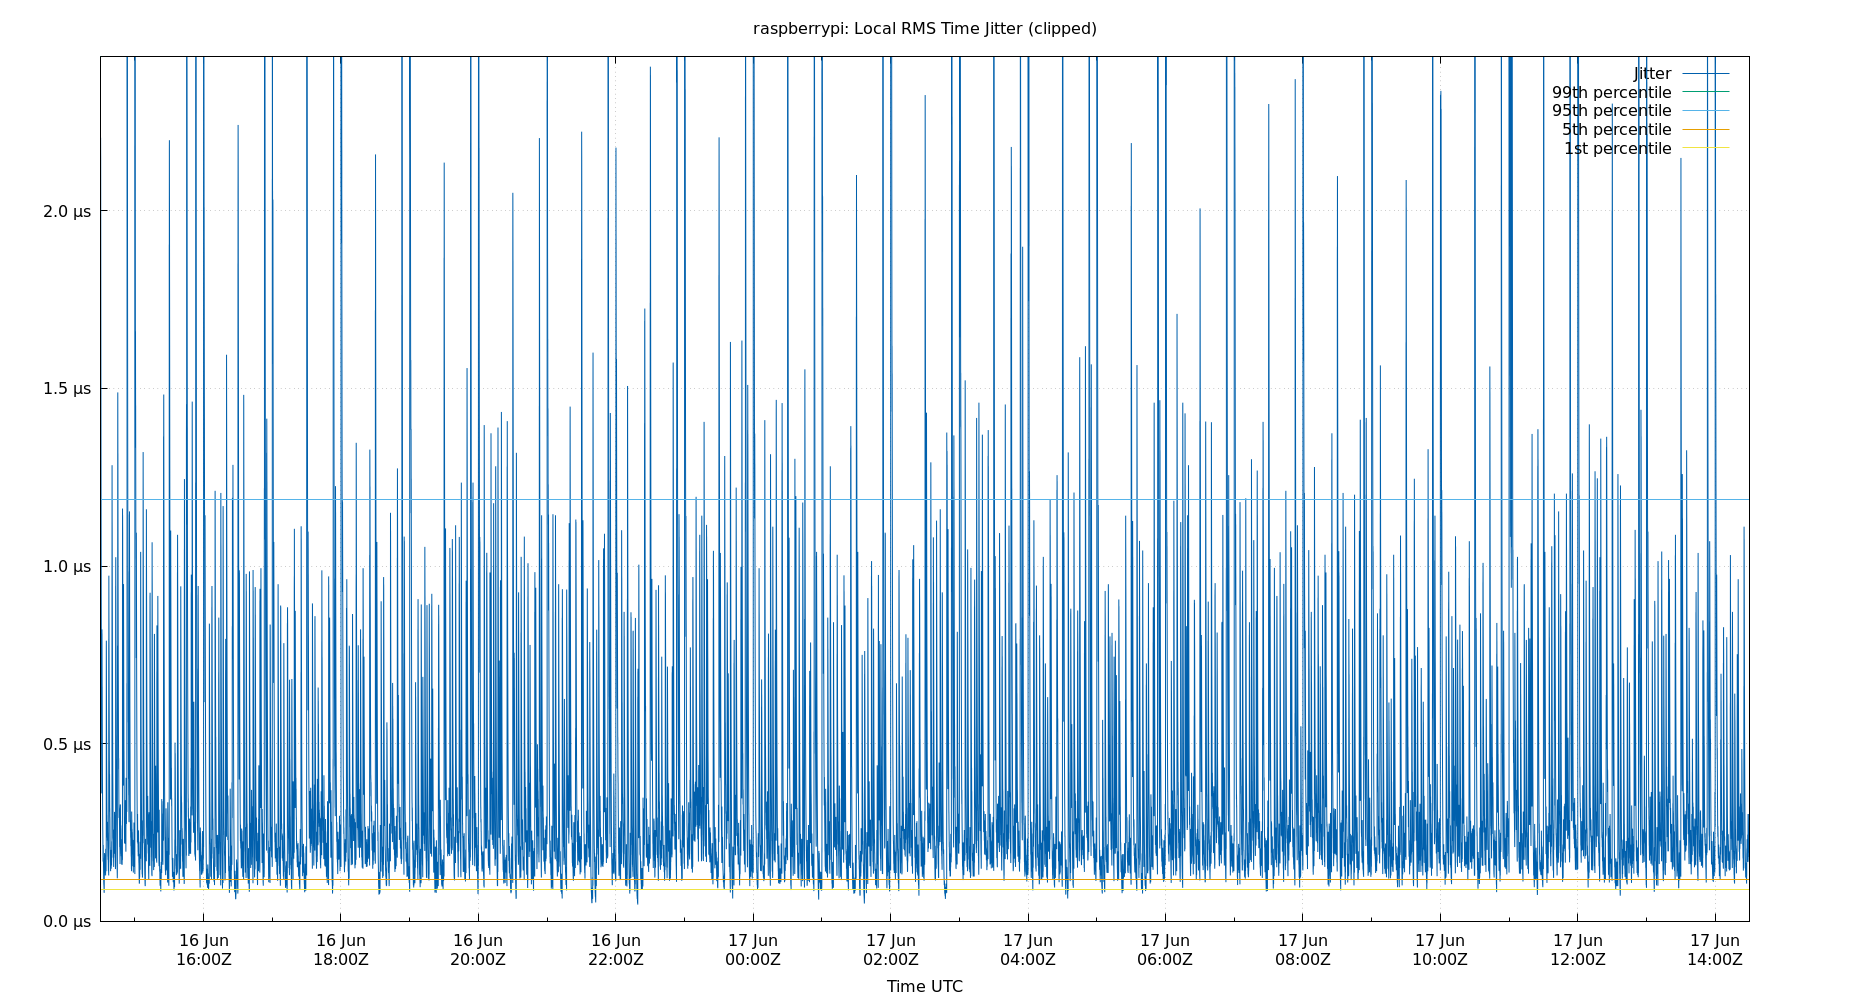 raspberrypi: Local RMS Time Jitter (clipped)
Jitter
99th percentile
95th percentile
5th percentile
1st percentile
2.0 µs
1.5 µs
1.0 µs
0.5 µs
0.0 µs
16 Jun 16 Jun 16 Jun 16 Jun 17 Jun 17 Jun 17 Jun 17 Jun 17 Jun 17 Jun 17 Jun 17 Jun
16:00Z 18:00Z 20:00Z 22:00Z 00:00Z 02:00Z 04:00Z 06:00Z 08:00Z 10:00Z 12:00Z 14:00Z
Time UTC